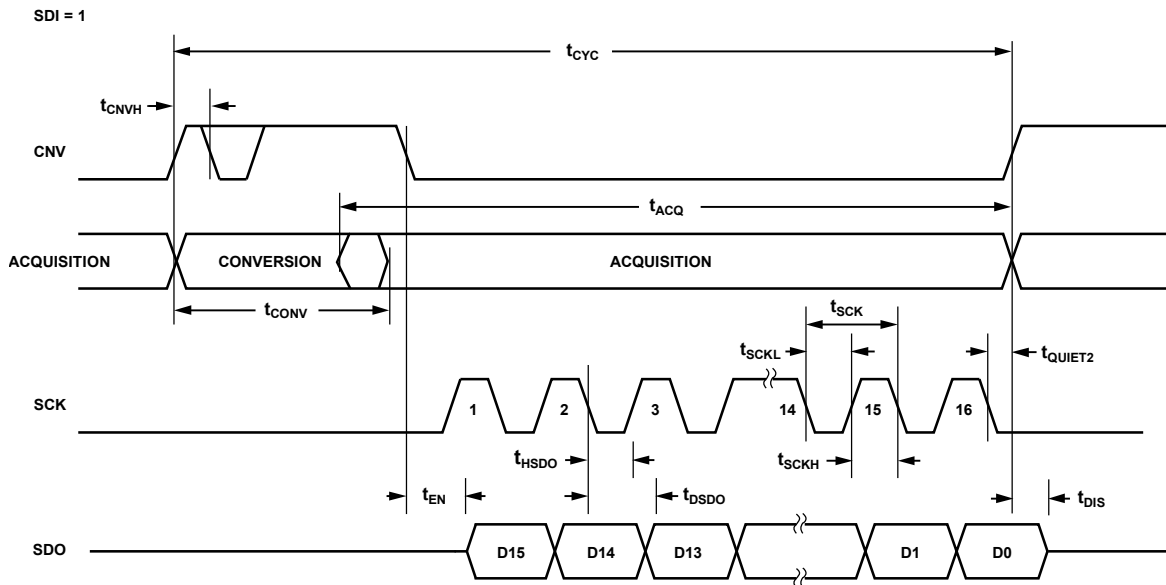 SDI = 1
tCYC
tCNVH
CNV
tACQ
ACQUISITION
CONVERSION
ACQUISITION
tCONV
tSCK
tSCKL
tQUIET2
SCK
1
2
3
14
15
16
tHSDO
tSCKH
tEN
tDSDO
tDIS
SDO
D15
D14
D13
D1
D0